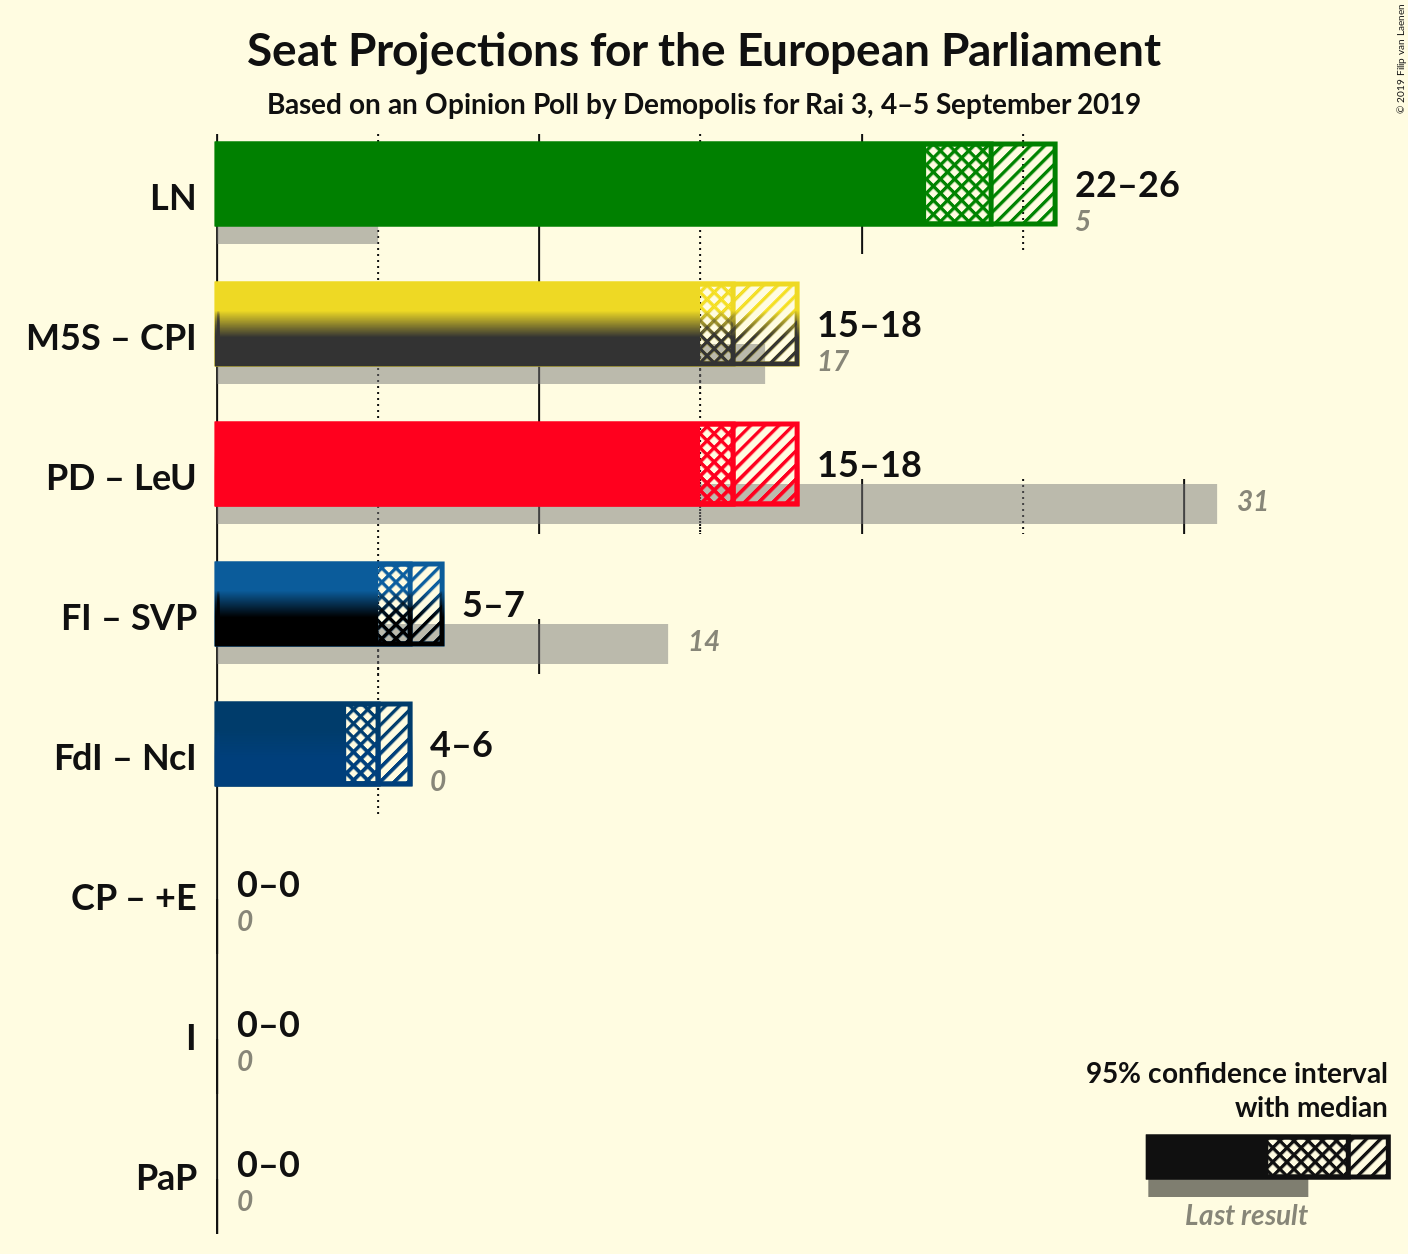 Seat Projections for the European Parliament
Based on an Opinion Poll by Demopolis for Rai 3, 4–5 September 2019
© 2019 Filip van Laenen
LN
22–26
5
M5S – CPI
15–18
17
PD – LeU
15–18
31
FI – SVP
5–7
14
FdI – NcI
4–6
0
CP – +E
0–0
0
I
0–0
0
PaP
0–0
0
95% confidence interval
with median
Last result